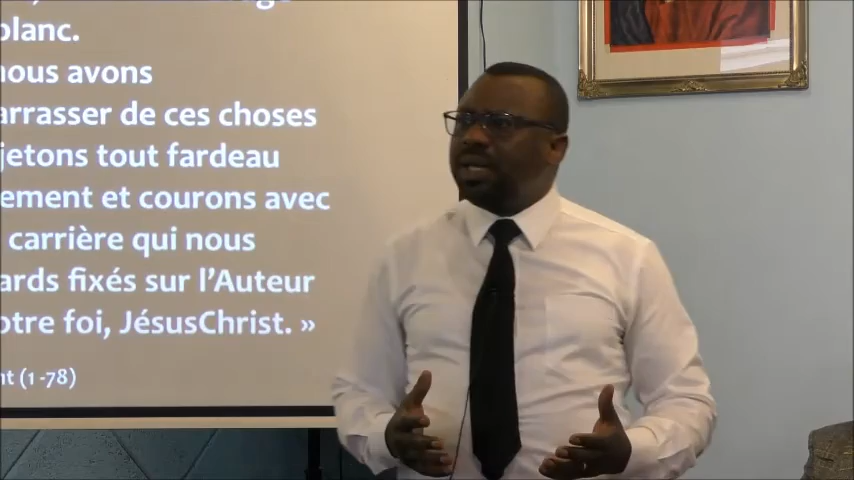 blanc.
nous avons
arrasser de ces choses
jetons tout fardeau
ement et courons avec
carrière qui nous
ards fixés sur l'Auteur
otre foi, JésusChrist. »
nt (1-78)